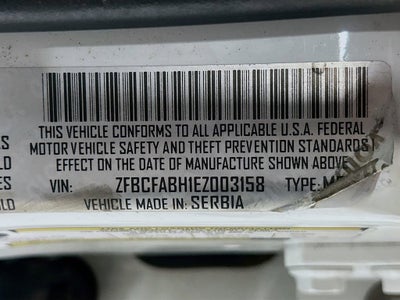 THIS VEHICLE CONFORMS TO ALL APPLICABLE U.S.A. FEDERAL
MOTOR VEHICLE SAFETY AND THEFT PREVENTION STANDARDS I
EFFECT ON THE DATE OF MANUFACTURE SHOWN ABOVE.
VIN: ZFBCFABH1EZ003158 TYPE:
VEHICLE MADE IN: SERBIA